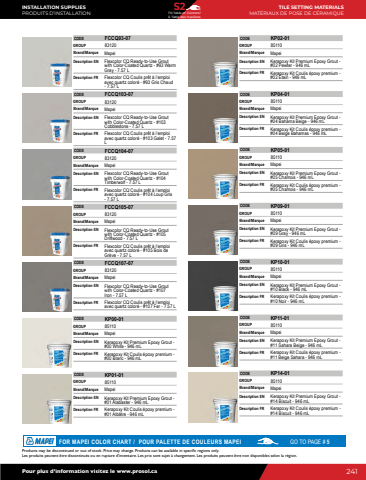 INSTALLATION SUPPLIES
PRODUITS D'INSTALLATION
S2
TILE SETTING MATERIALS
MATÉRIAUX DE POSE DE CÉRAMIQUE
CODE FCCQ93-07
GROUP 83120
Brand/Marque Mapei
Description EN Flexcolor CQ Ready-to-Use Grout
with Color-Coated Quartz - #93 Warm
Gray - 7.57 L
Description FR Flexcolor CQ Coulis prêt à l'emploi
avec quartz coloré - #93 Gris Chaud
- 7.57 L
CODE FCCQ103-07
GROUP 83120
Brand/Marque Mapei
Description EN Flexcolor CQ Ready-to-Use Grout
with Color-Coated Quartz - #103
Cobblestone - 7.57 L
Description FR Flexcolor CQ Coulis prêt à l'emploi
avec quartz coloré - #103 Galet - 7.57
L
CODE FCCQ104-07
GROUP 83120
Brand/Marque Mapei
Description EN Flexcolor CQ Ready-to-Use Grout
with Color-Coated Quartz - #104
Timberwolf - 7.57 L
Description FR Flexcolor CQ Coulis prêt à l'emploi
avec quartz coloré - #104 Loup Gris
- 7.57 L
CODE FCCQ105-07
GROUP 83120
Brand/Marque Mapei
Description EN Flexcolor CQ Ready-to-Use Grout
with Color-Coated Quartz - #105
Driftwood - 7.57 L
Description FR Flexcolor CQ Coulis prêt à l'emploi
avec quartz coloré - #105 Bois de
Grève - 7.57 L
CODE FCCQ107-07
GROUP 83120
Brand/Marque Mapei
Description EN Flexcolor CQ Ready-to-Use Grout
with Color-Coated Quartz - #107
Iron - 7.57 L
Description FR Flexcolor CQ Coulis prêt à l'emploi
avec quartz coloré - #107 Fer - 7.57 L
CODE KP00-01
GROUP 85110
Brand/Marque Mapei
Description EN Kerapoxy Kit Premium Epoxy Grout -
#00 White - 946 mL
Description FR Kerapoxy Kit Coulis époxy premium -
#00 Blanc - 946 mL
CODE KP01-01
GROUP 85110
Brand/Marque Mapei
Description EN Kerapoxy Kit Premium Epoxy Grout -
#01 Alabaster - 946 mL
Description FR Kerapoxy Kit Coulis époxy premium -
#01 Albâtre - 946 mL
CODE KP02-01
GROUP 85110
Brand/Marque Mapei
Description EN Kerapoxy Kit Premium Epoxy Grout -
#02 Pewter - 946 mL
Description FR Kerapoxy Kit Coulis époxy premium -
#02 Étain - 946 mL
CODE KP04-01
GROUP 85110
Brand/Marque Mapei
Description EN Kerapoxy Kit Premium Epoxy Grout -
#04 Bahama Beige - 946 mL
Description FR Kerapoxy Kit Coulis époxy premium -
#04 Beige Bahamas - 946 mL
CODE KP05-01
GROUP 85110
Brand/Marque Mapei
Description EN Kerapoxy Kit Premium Epoxy Grout -
#05 Chamois - 946 mL
Description FR Kerapoxy Kit Coulis époxy premium -
#05 Chamois - 946 mL
CODE KP09-01
GROUP 85110
Brand/Marque Mapei
Description EN Kerapoxy Kit Premium Epoxy Grout -
#09 Gray - 946 mL
Description FR Kerapoxy Kit Coulis époxy premium -
#09 Gris - 946 mL
CODE KP10-01
GROUP 85110
Brand/Marque Mapei
Description EN Kerapoxy Kit Premium Epoxy Grout -
#10 Black - 946 mL
Description FR Kerapoxy Kit Coulis époxy premium -
#10 Noir - 946 mL
CODE KP11-01
GROUP 85110
Brand/Marque Mapei
Description EN Kerapoxy Kit Premium Epoxy Grout -
#11 Sahara Beige - 946 mL
Description FR Kerapoxy Kit Coulis époxy premium -
#11 Beige Sahara - 946 mL
CODE KP14-01
GROUP 85110
Brand/Marque Mapei
Description EN Kerapoxy Kit Premium Epoxy Grout -
#14 Biscuit - 946 mL
Description FR Kerapoxy Kit Coulis époxy premium -
#14 Biscuit - 946 mL
MAPEI FOR MAPEI COLOR CHART / POUR PALETTE DE COULEURS MAPEI GO TO PAGE # 5
Products may be discontinued or out of stock. Price may change. Products can be available in specific regions only.
Les produits peuvent être discontinués ou en rupture d'inventaire. Les prix sont sujet à changement. Les produits peuvent être non disponibles selon la région.
Pour plus d'information visitez le www.prosol.ca
241